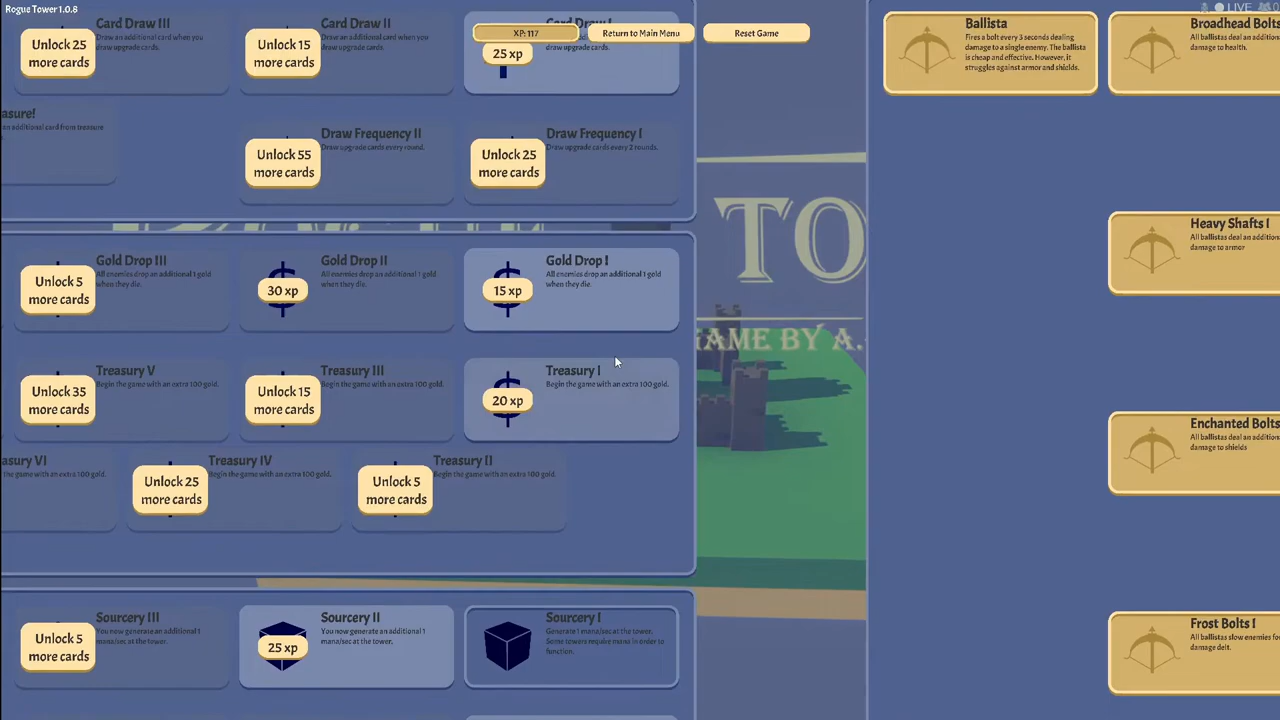 Rogue Tower 1.0.8
LIVE
XP: 117
Return to Main Menu
Reset Game
Card Draw III
Draw an additional card when you
draw upgrade cards.
Unlock 25
more cards
Card Draw II
Draw an additional card when you
draw upgrade cards.
Unlock 15
more cards
Card Draw I
draw upgrade cards.
25 xp
asure!
an additional card from treasure
Draw Frequency II
Draw upgrade cards every round.
Unlock 55
more cards
Draw Frequency I
Draw upgrade cards every 2 rounds.
Unlock 25
more cards
Gold Drop III
All enemies drop an additional 1 gold
when they die.
Unlock 5
more cards
Gold Drop II
All enemies drop an additional 1 gold
when they die.
30 xp
Gold Drop I
All enemies drop an additional 1 gold
when they die.
15 xp
Treasury V
Begin the game with an extra 100 gold.
Unlock 35
more cards
Treasury III
Begin the game with an extra 100 gold.
Unlock 15
more cards
Treasury I
Begin the game with an extra 100 gold.
20 xp
asury VI
the game with an extra 100 gold.
Treasury IV
Begin the game with an extra 100 gold.
Unlock 25
more cards
Treasury II
Begin the game with an extra 100 gold.
Unlock 5
more cards
Sourcery III
You now generate an additional 1
mana/sec at the tower.
Unlock 5
more cards
Sourcery II
You now generate an additional 1
mana/sec at the tower.
25 xp
Sourcery I
Generate 1 mana/sec at the tower.
Some towers require mana in order to
function.
TO
GAME BY A.
Ballista
Fires a bolt every 3 seconds dealing
damage to a single enemy. The ballista
is cheap and effective. However, it
struggles against armor and shields.
Broadhead Bolts
All ballistas deal an addition
damage to health.
Heavy Shafts I
All ballistas deal an addition
damage to armor
Enchanted Bolts
All ballistas deal an addition
damage to shields
Frost Bolts I
All ballistas slow enemies fo
damage delt.